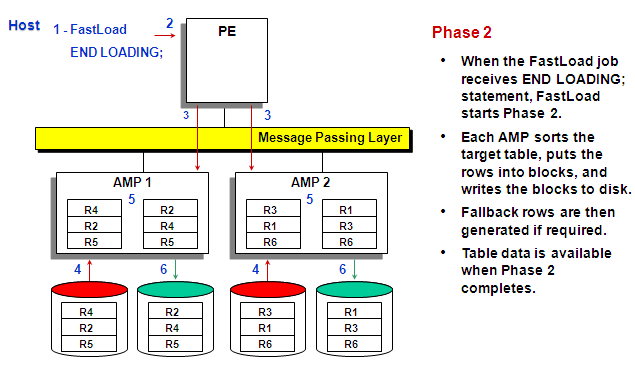 Host
1 - FastLoad
END LOADING;
2
PE
3
3
Message Passing Layer
AMP 1
5
R4
R2
R5
R2
R4
R5
AMP 2
5
R3
R1
R6
R1
R3
R6
4
6
4
6
R4
R2
R5
R2
R4
R5
R3
R1
R6
R1
R3
R6
Phase 2
• When the FastLoad job
receives END LOADING;
statement, FastLoad
starts Phase 2.
• Each AMP sorts the
target table, puts the
rows into blocks, and
writes the blocks to disk.
• Fallback rows are then
generated if required.
• Table data is available
when Phase 2
completes.